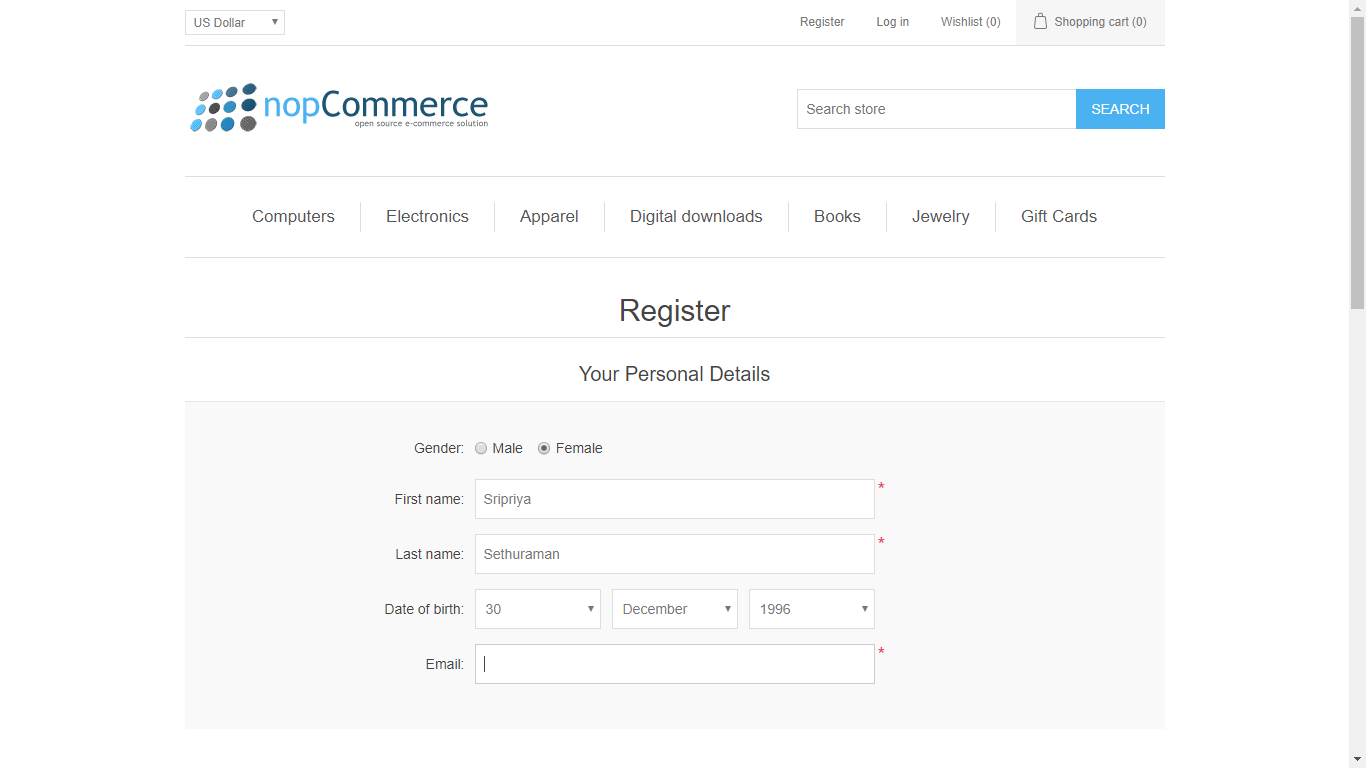 US Dollar Register Log in Wishlist (0) Shopping cart (0)
nopCommerce
open source e-commerce solution
Search store SEARCH
Computers Electronics Apparel Digital downloads Books Jewelry Gift Cards
Register
Your Personal Details
Gender: Male Female
First name: Sripriya *
Last name: Sethuraman *
Date of birth: 30 December 1996
Email: *